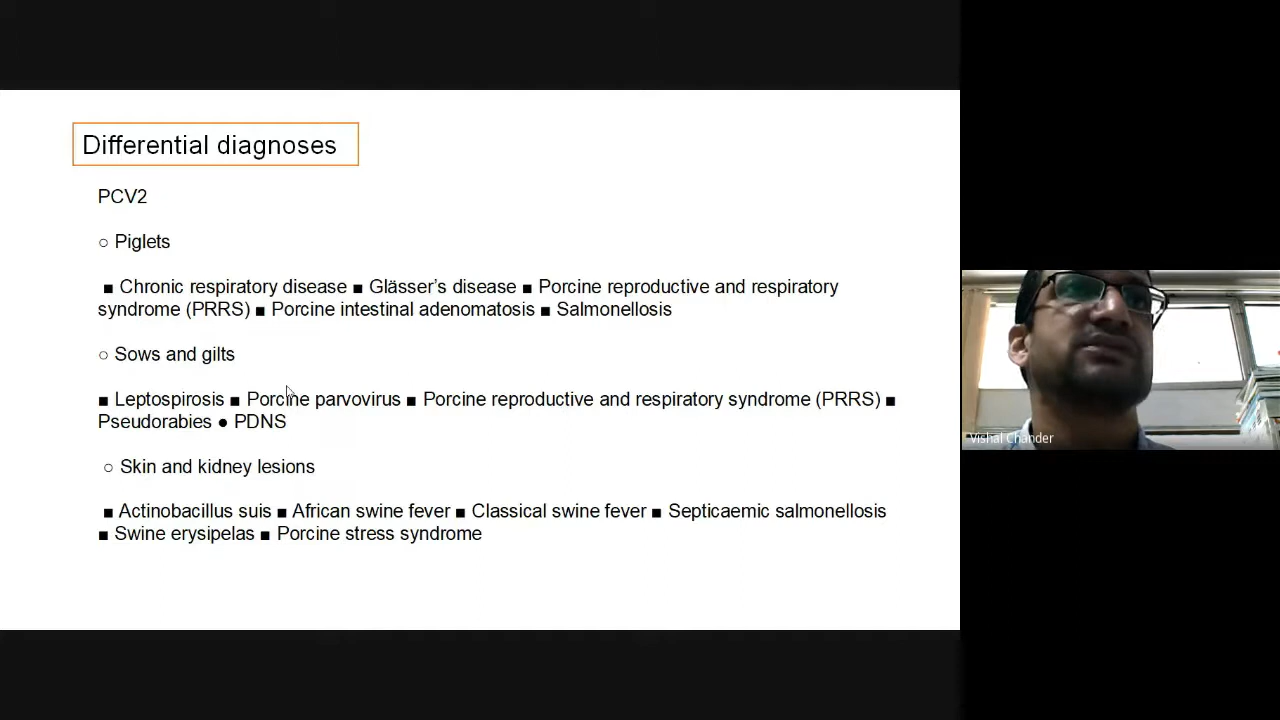 Differential diagnoses
PCV2
○ Piglets
■ Chronic respiratory disease ■ Glässer’s disease ■ Porcine reproductive and respiratory
syndrome (PRRS) ■ Porcine intestinal adenomatosis ■ Salmonellosis
○ Sows and gilts
■ Leptospirosis ■ Porcine parvovirus ■ Porcine reproductive and respiratory syndrome (PRRS) ■
Pseudorabies ● PDNS
○ Skin and kidney lesions
■ Actinobacillus suis ■ African swine fever ■ Classical swine fever ■ Septicaemic salmonellosis
■ Swine erysipelas ■ Porcine stress syndrome
Vishal Chander